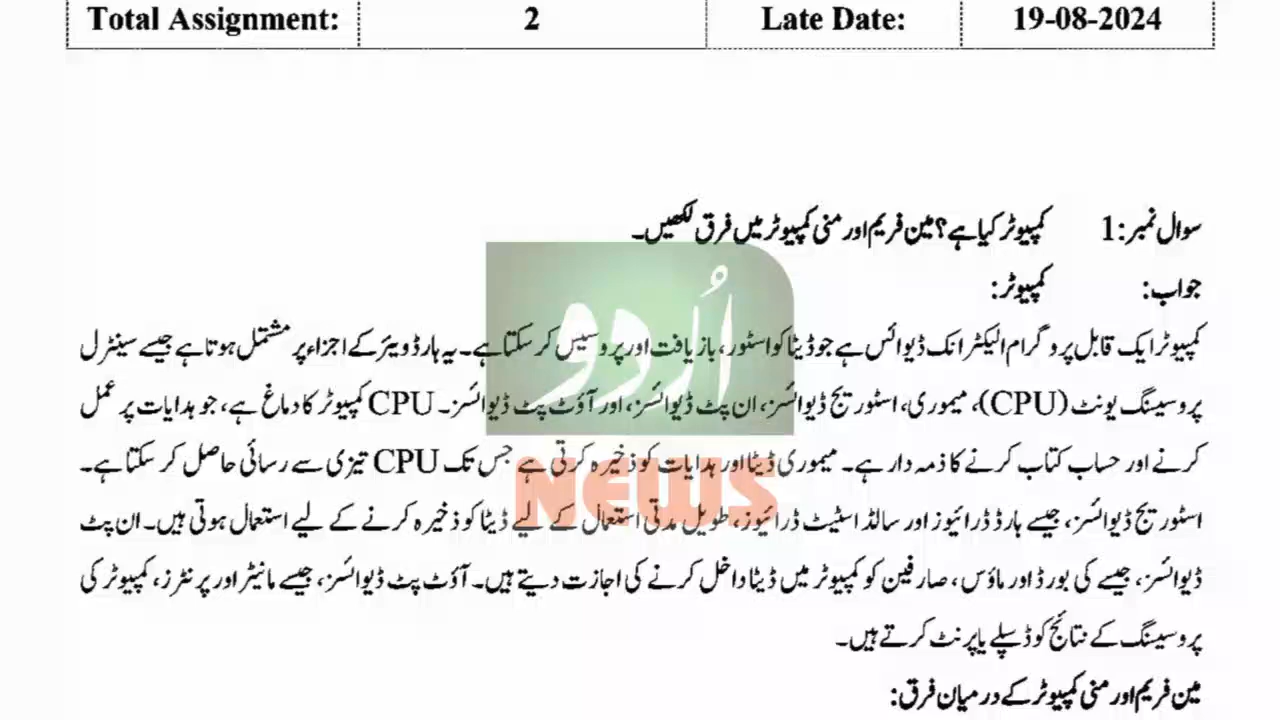 Total Assignment: 2 Late Date: 19-08-2024
سوال نمبر:1 کمپیوٹر کیا ہے؟ مین فریم اور منی کمپیوٹر میں فرق لکھیں۔
جواب: کمپیوٹر:
کمپیوٹر ایک قابل پروگرام الیکٹرانک ڈیوائس ہے جو ڈیٹا کو اسٹور، بازیافت اور پروسیس کر سکتا ہے۔ یہ ہارڈ ویئر کے اجزاء پر مشتمل ہوتا ہے جیسے سینٹرل
پروسیسنگ یونٹ (CPU)، میموری، اسٹوریج ڈیوائسز، ان پٹ ڈیوائسز، اور آؤٹ پٹ ڈیوائسز۔ CPU کمپیوٹر کا دماغ ہے، جو ہدایات پر عمل
کرنے اور حساب کتاب کرنے کا ذمہ دار ہے۔ میموری ڈیٹا اور ہدایات کو ذخیرہ کرتی ہے جس تک CPU تیزی سے رسائی حاصل کر سکتا ہے۔
اسٹوریج ڈیوائسز، جیسے ہارڈ ڈرائیوز اور سالڈ اسٹیٹ ڈرائیوز، طویل مدتی استعمال کے لیے ڈیٹا کو ذخیرہ کرنے کے لیے استعمال ہوتی ہیں۔ ان پٹ
ڈیوائسز، جیسے کی بورڈ اور ماؤس، صارفین کو کمپیوٹر میں ڈیٹا داخل کرنے کی اجازت دیتے ہیں۔ آؤٹ پٹ ڈیوائسز، جیسے مانیٹر اور پرنٹرز، کمپیوٹر کی
پروسیسنگ کے نتائج کو ڈسپلے یا پرنٹ کرتے ہیں۔
مین فریم اور منی کمپیوٹر کے درمیان فرق:
اُردو
NEWS